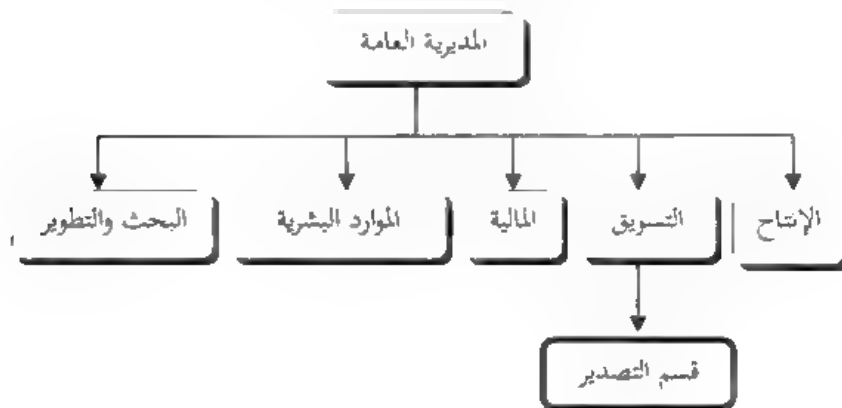 المديرية العامة
الإنتاج
التسويق
المالية
الموارد البشرية
البحث والتطوير
قسم التصدير